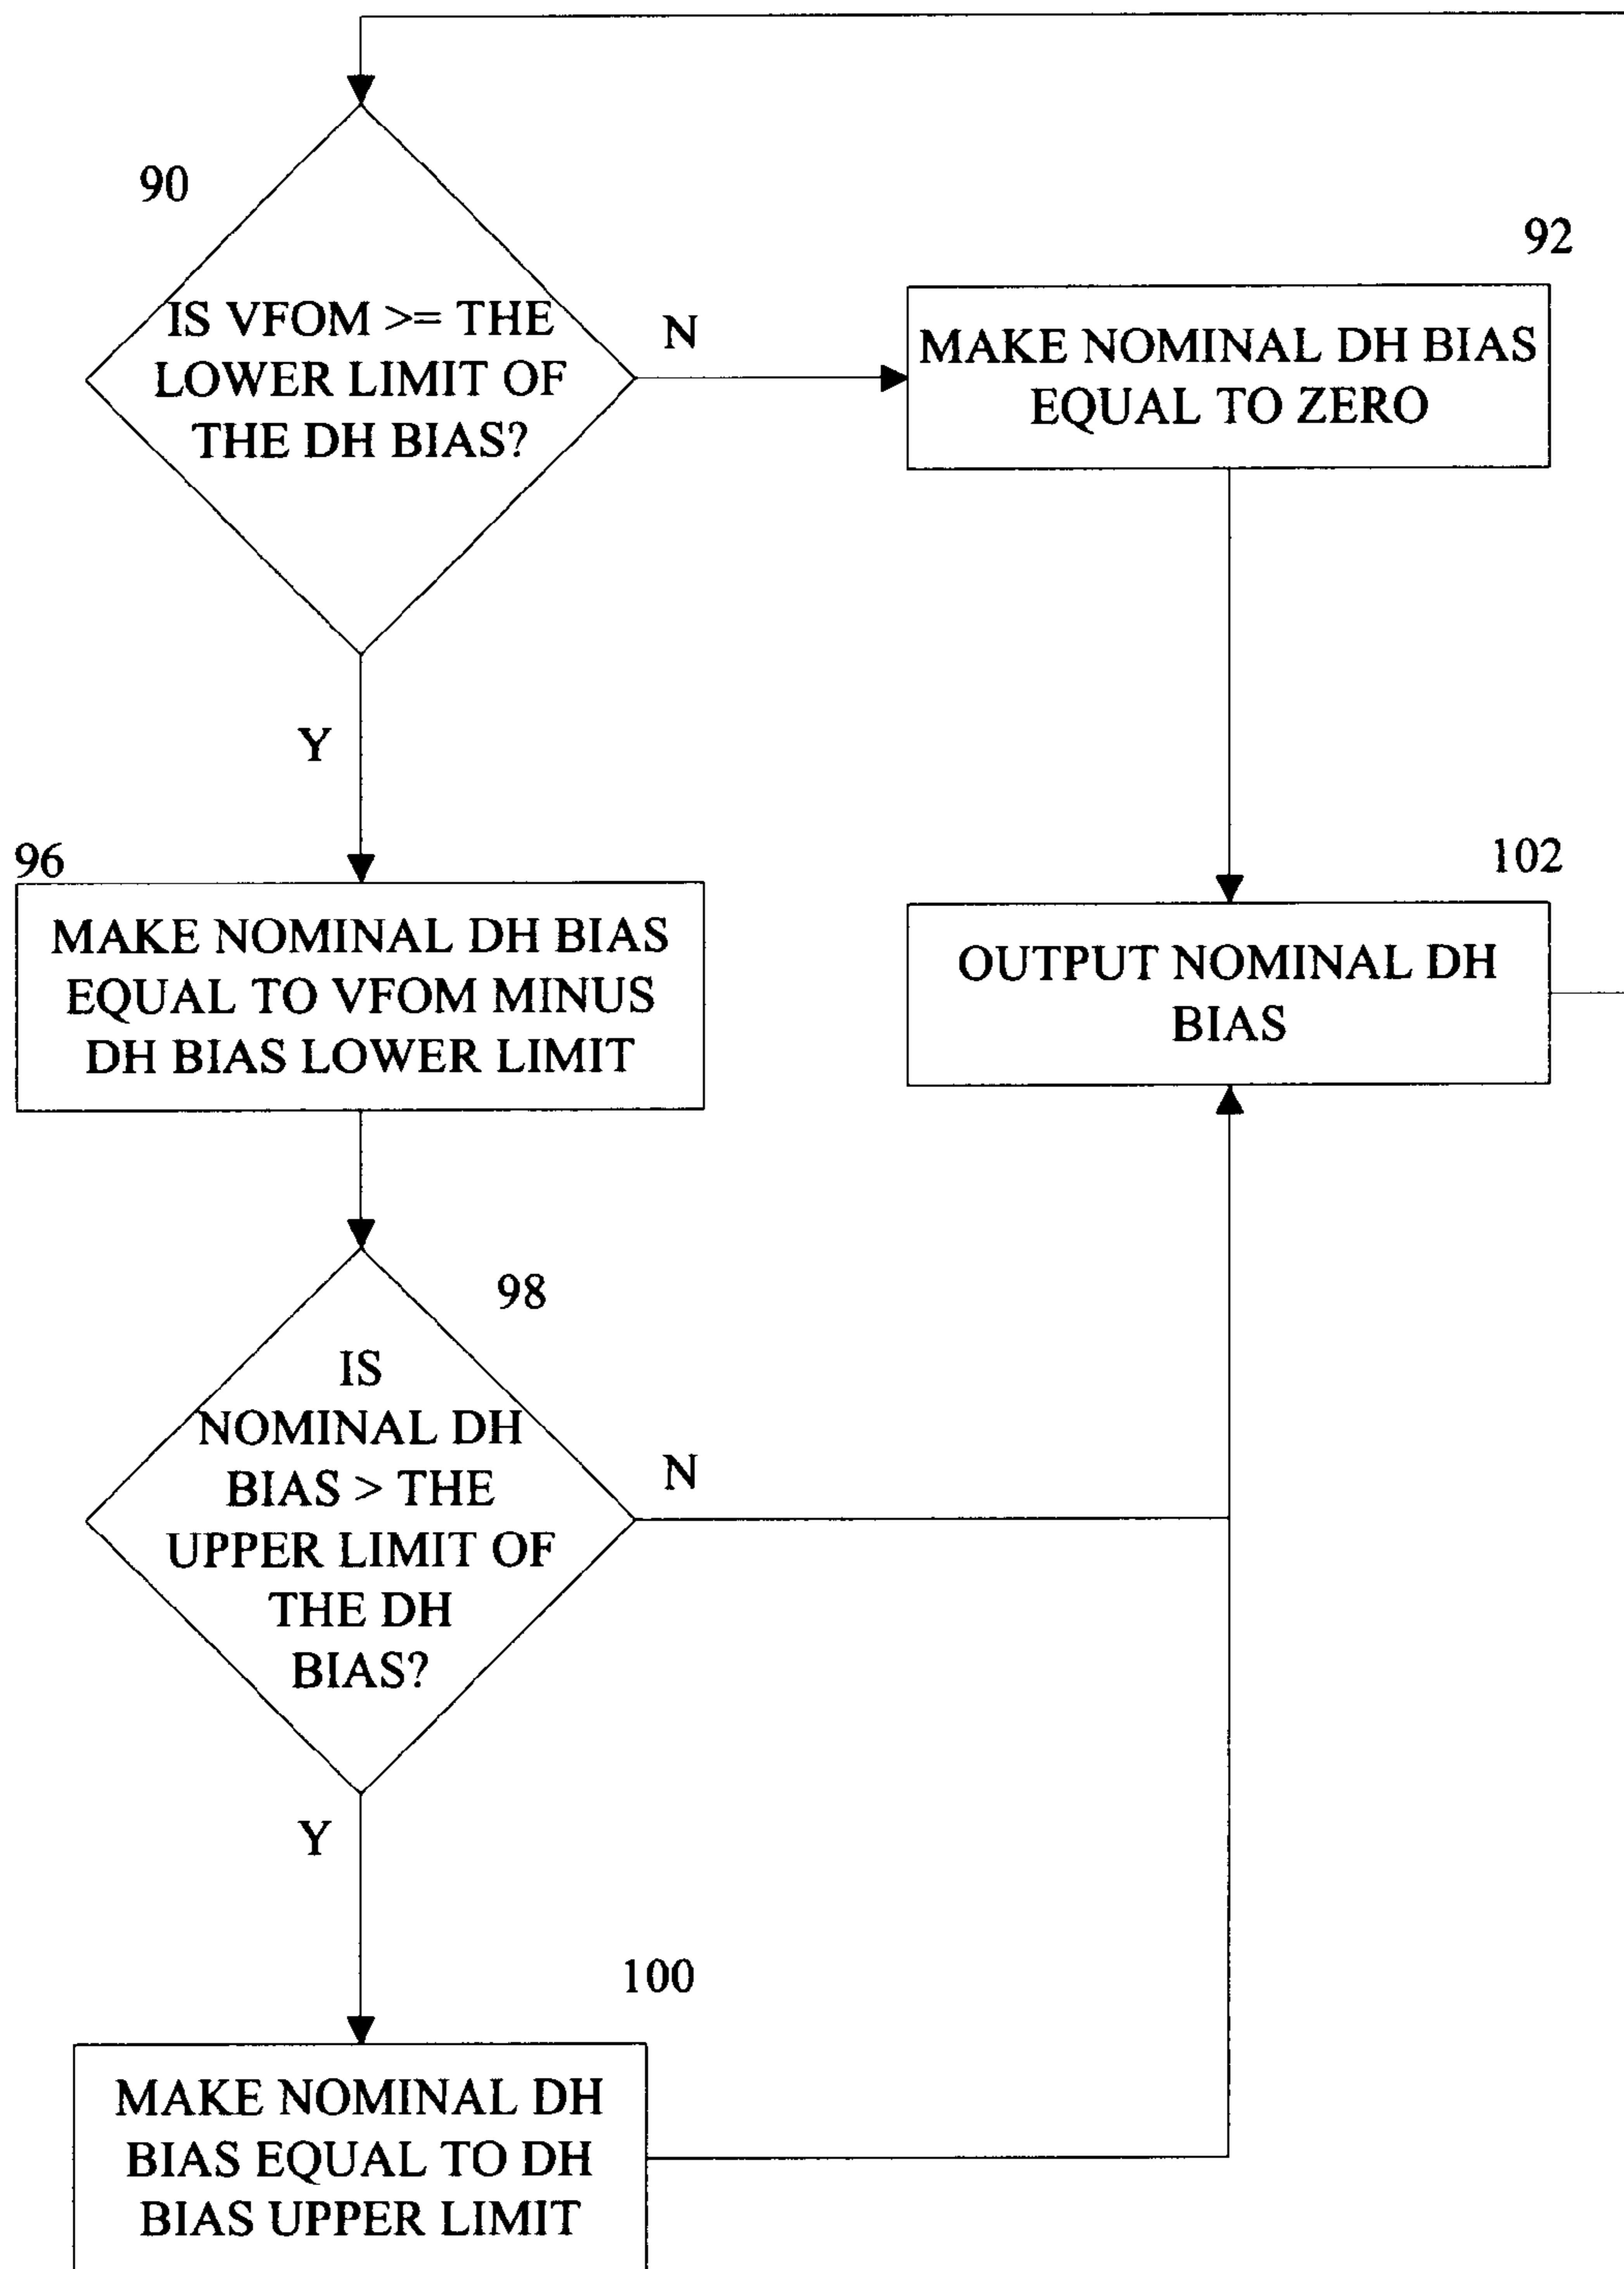 90
IS VFOM >= THE
LOWER LIMIT OF
THE DH BIAS?
N
92
MAKE NOMINAL DH BIAS
EQUAL TO ZERO
Y
96
MAKE NOMINAL DH BIAS
EQUAL TO VFOM MINUS
DH BIAS LOWER LIMIT
102
OUTPUT NOMINAL DH
BIAS
98
IS
NOMINAL DH
BIAS > THE
UPPER LIMIT OF
THE DH
BIAS?
N
Y
100
MAKE NOMINAL DH
BIAS EQUAL TO DH
BIAS UPPER LIMIT